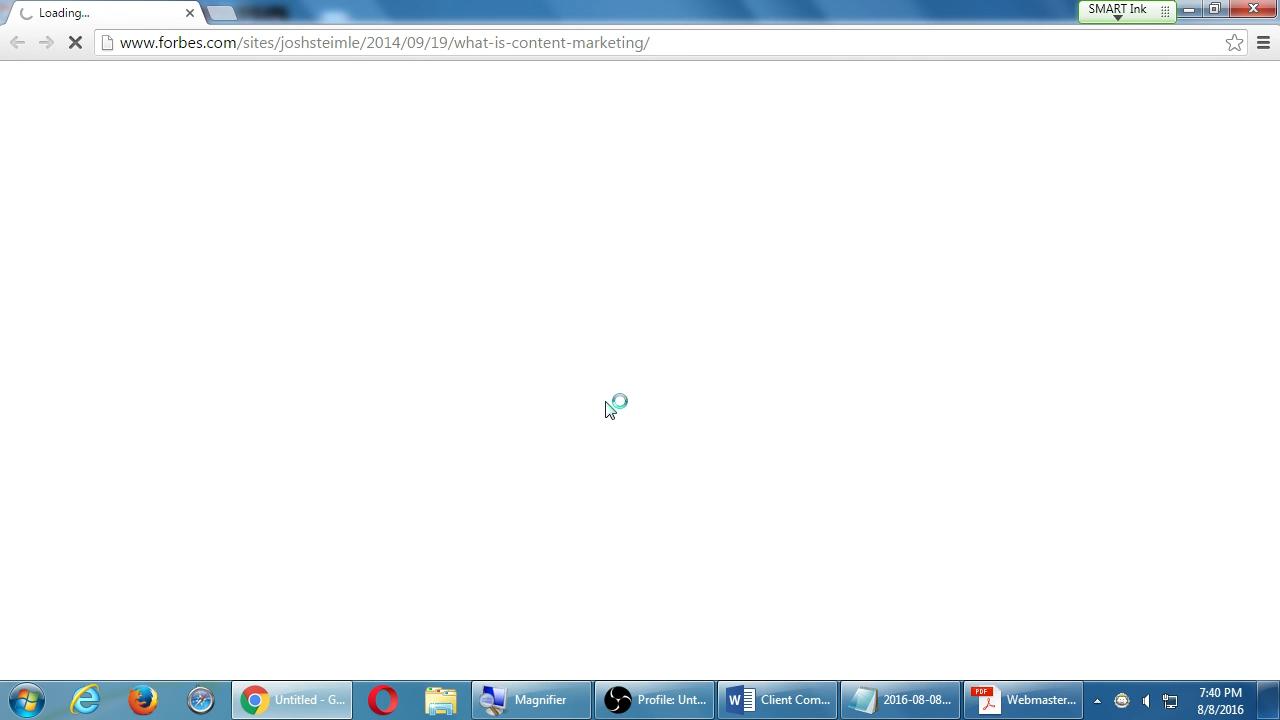 Loading...
SMART Ink
www.forbes.com/sites/joshsteimle/2014/09/19/what-is-content-marketing/
Untitled - G...
Magnifier
Profile: Unt...
Client Com...
2016-08-08...
PDF
Webmaster...
7:40 PM
8/8/2016